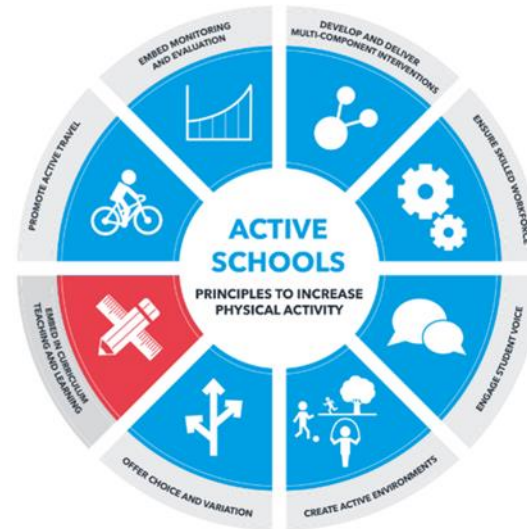 ACTIVE
SCHOOLS
PRINCIPLES TO INCREASE
PHYSICAL ACTIVITY
DEVELOP AND DELIVER
MULTI-COMPONENT INTERVENTIONS
ENSURE SKILLED WORKFORCE
ENGAGE STUDENT VOICE
CREATE ACTIVE ENVIRONMENTS
OFFER CHOICE AND VARIATION
EMBED IN CURRICULUM
TEACHING AND LEARNING
PROMOTE ACTIVE TRAVEL
EMBED MONITORING
AND EVALUATION